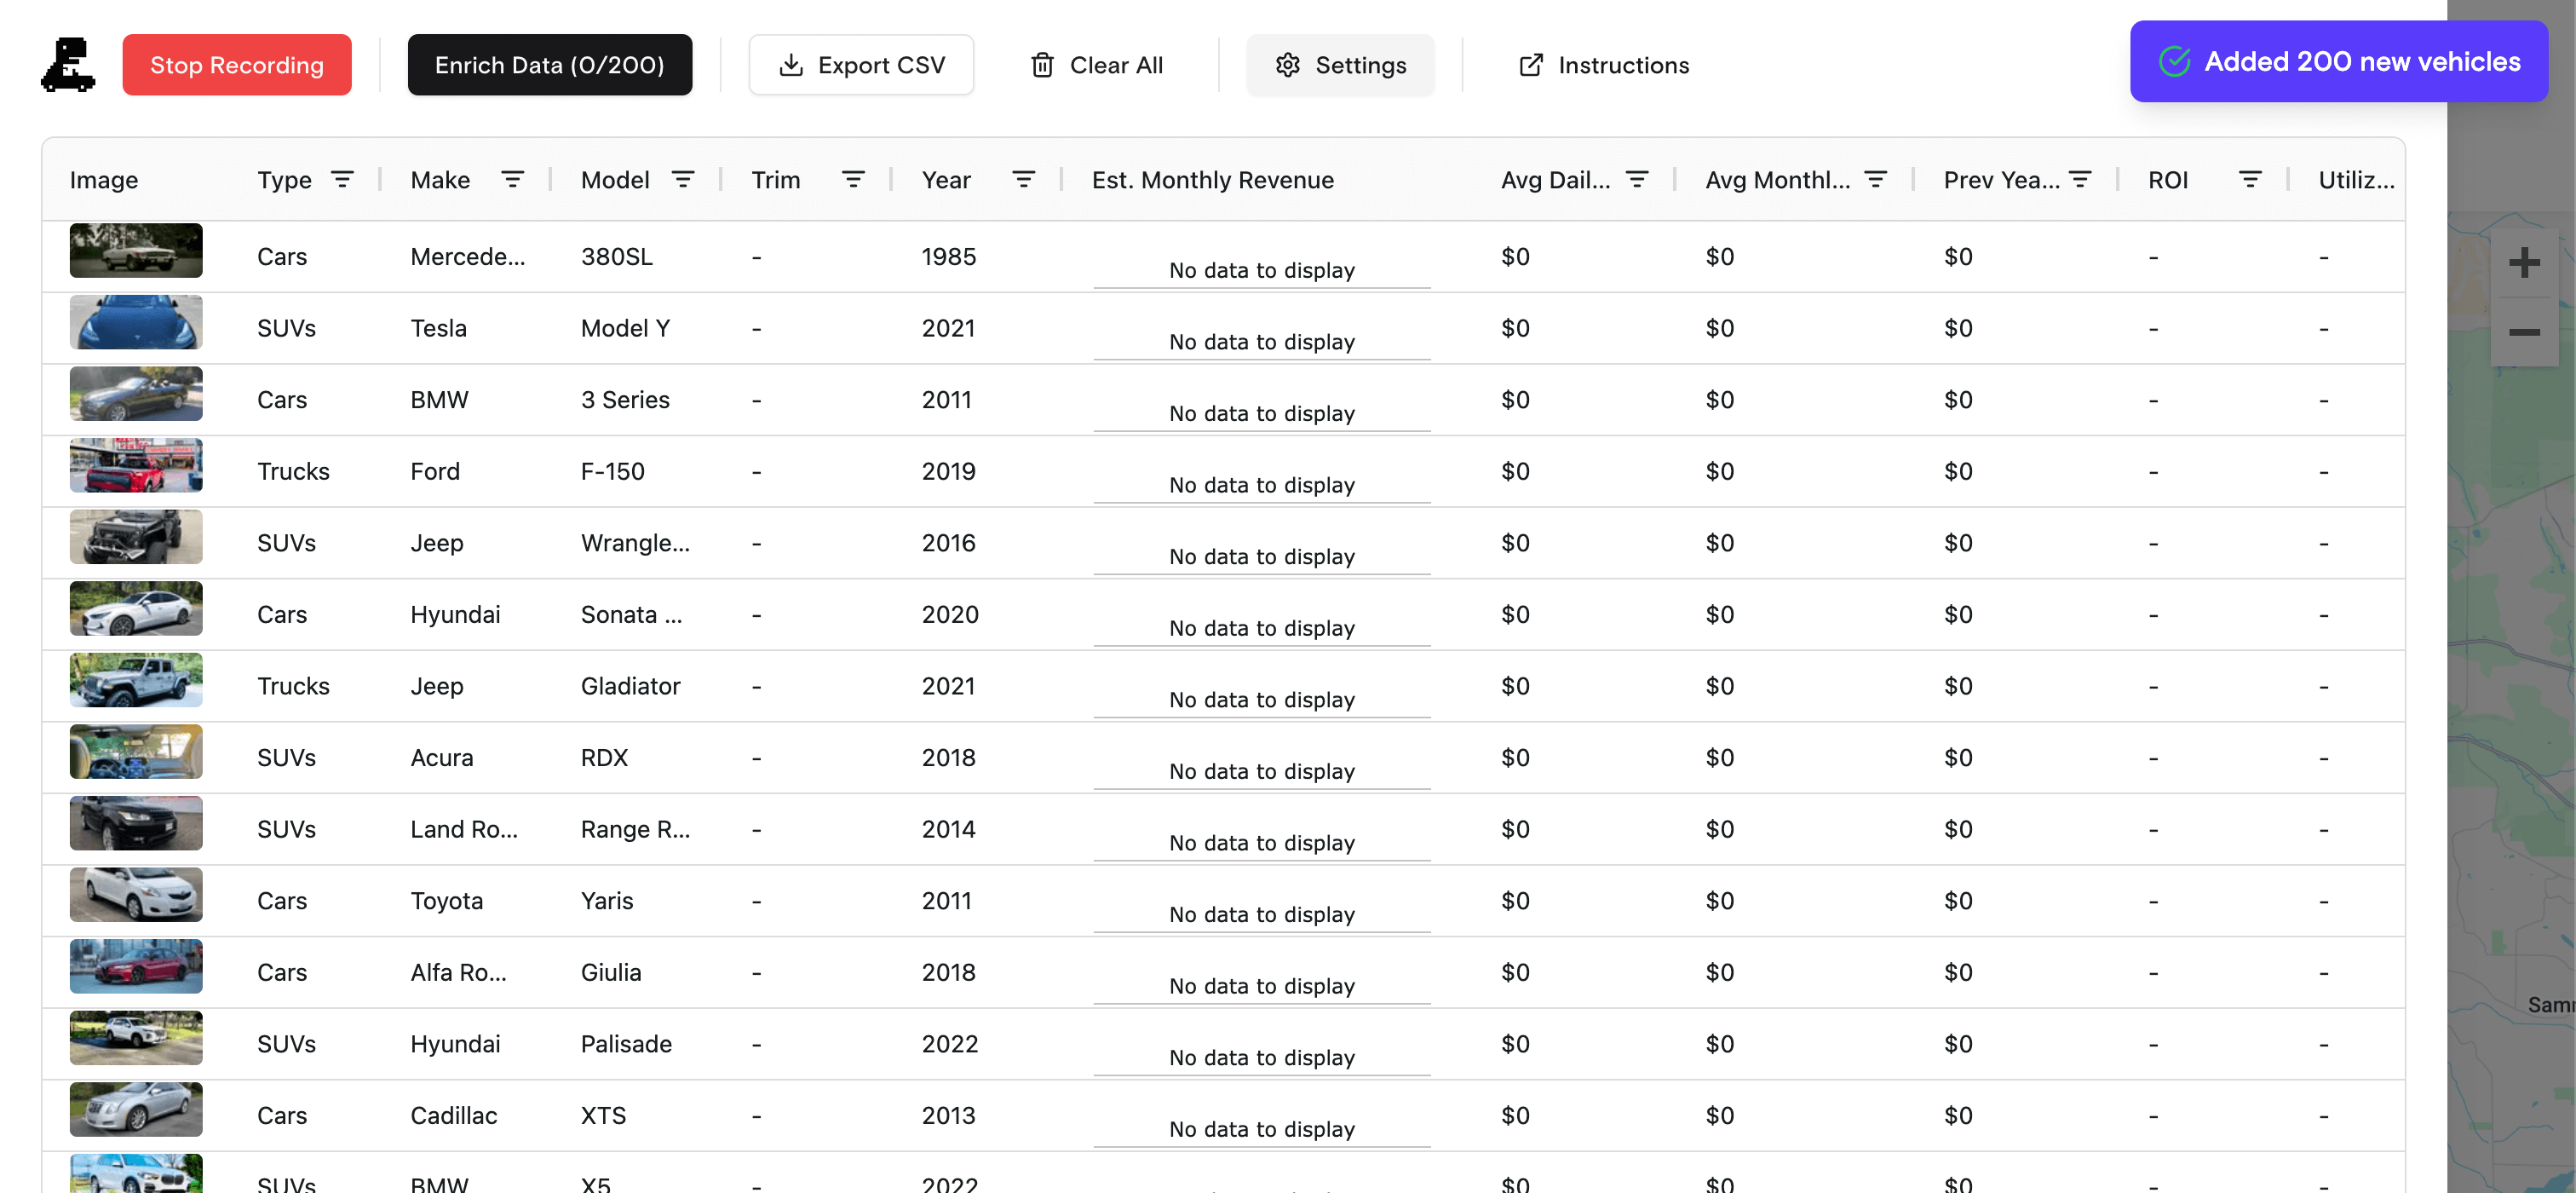 Stop Recording Enrich Data (0/200) Export CSV Clear All Settings Instructions Added 200 new vehicles
Image Type Make Model Trim Year Est. Monthly Revenue Avg Dail... Avg Monthl... Prev Yea... ROI Utiliz...
Cars Mercede... 380SL - 1985 No data to display $0 $0 $0 - -
SUVs Tesla Model Y - 2021 No data to display $0 $0 $0 - -
Cars BMW 3 Series - 2011 No data to display $0 $0 $0 - -
Trucks Ford F-150 - 2019 No data to display $0 $0 $0 - -
SUVs Jeep Wrangle... - 2016 No data to display $0 $0 $0 - -
Cars Hyundai Sonata ... - 2020 No data to display $0 $0 $0 - -
Trucks Jeep Gladiator - 2021 No data to display $0 $0 $0 - -
SUVs Acura RDX - 2018 No data to display $0 $0 $0 - -
SUVs Land Ro... Range R... - 2014 No data to display $0 $0 $0 - -
Cars Toyota Yaris - 2011 No data to display $0 $0 $0 - -
Cars Alfa Ro... Giulia - 2018 No data to display $0 $0 $0 - -
SUVs Hyundai Palisade - 2022 No data to display $0 $0 $0 - -
Cars Cadillac XTS - 2013 No data to display $0 $0 $0 - -
SUVs BMW X5 - 2022 $0 $0 $0 - -